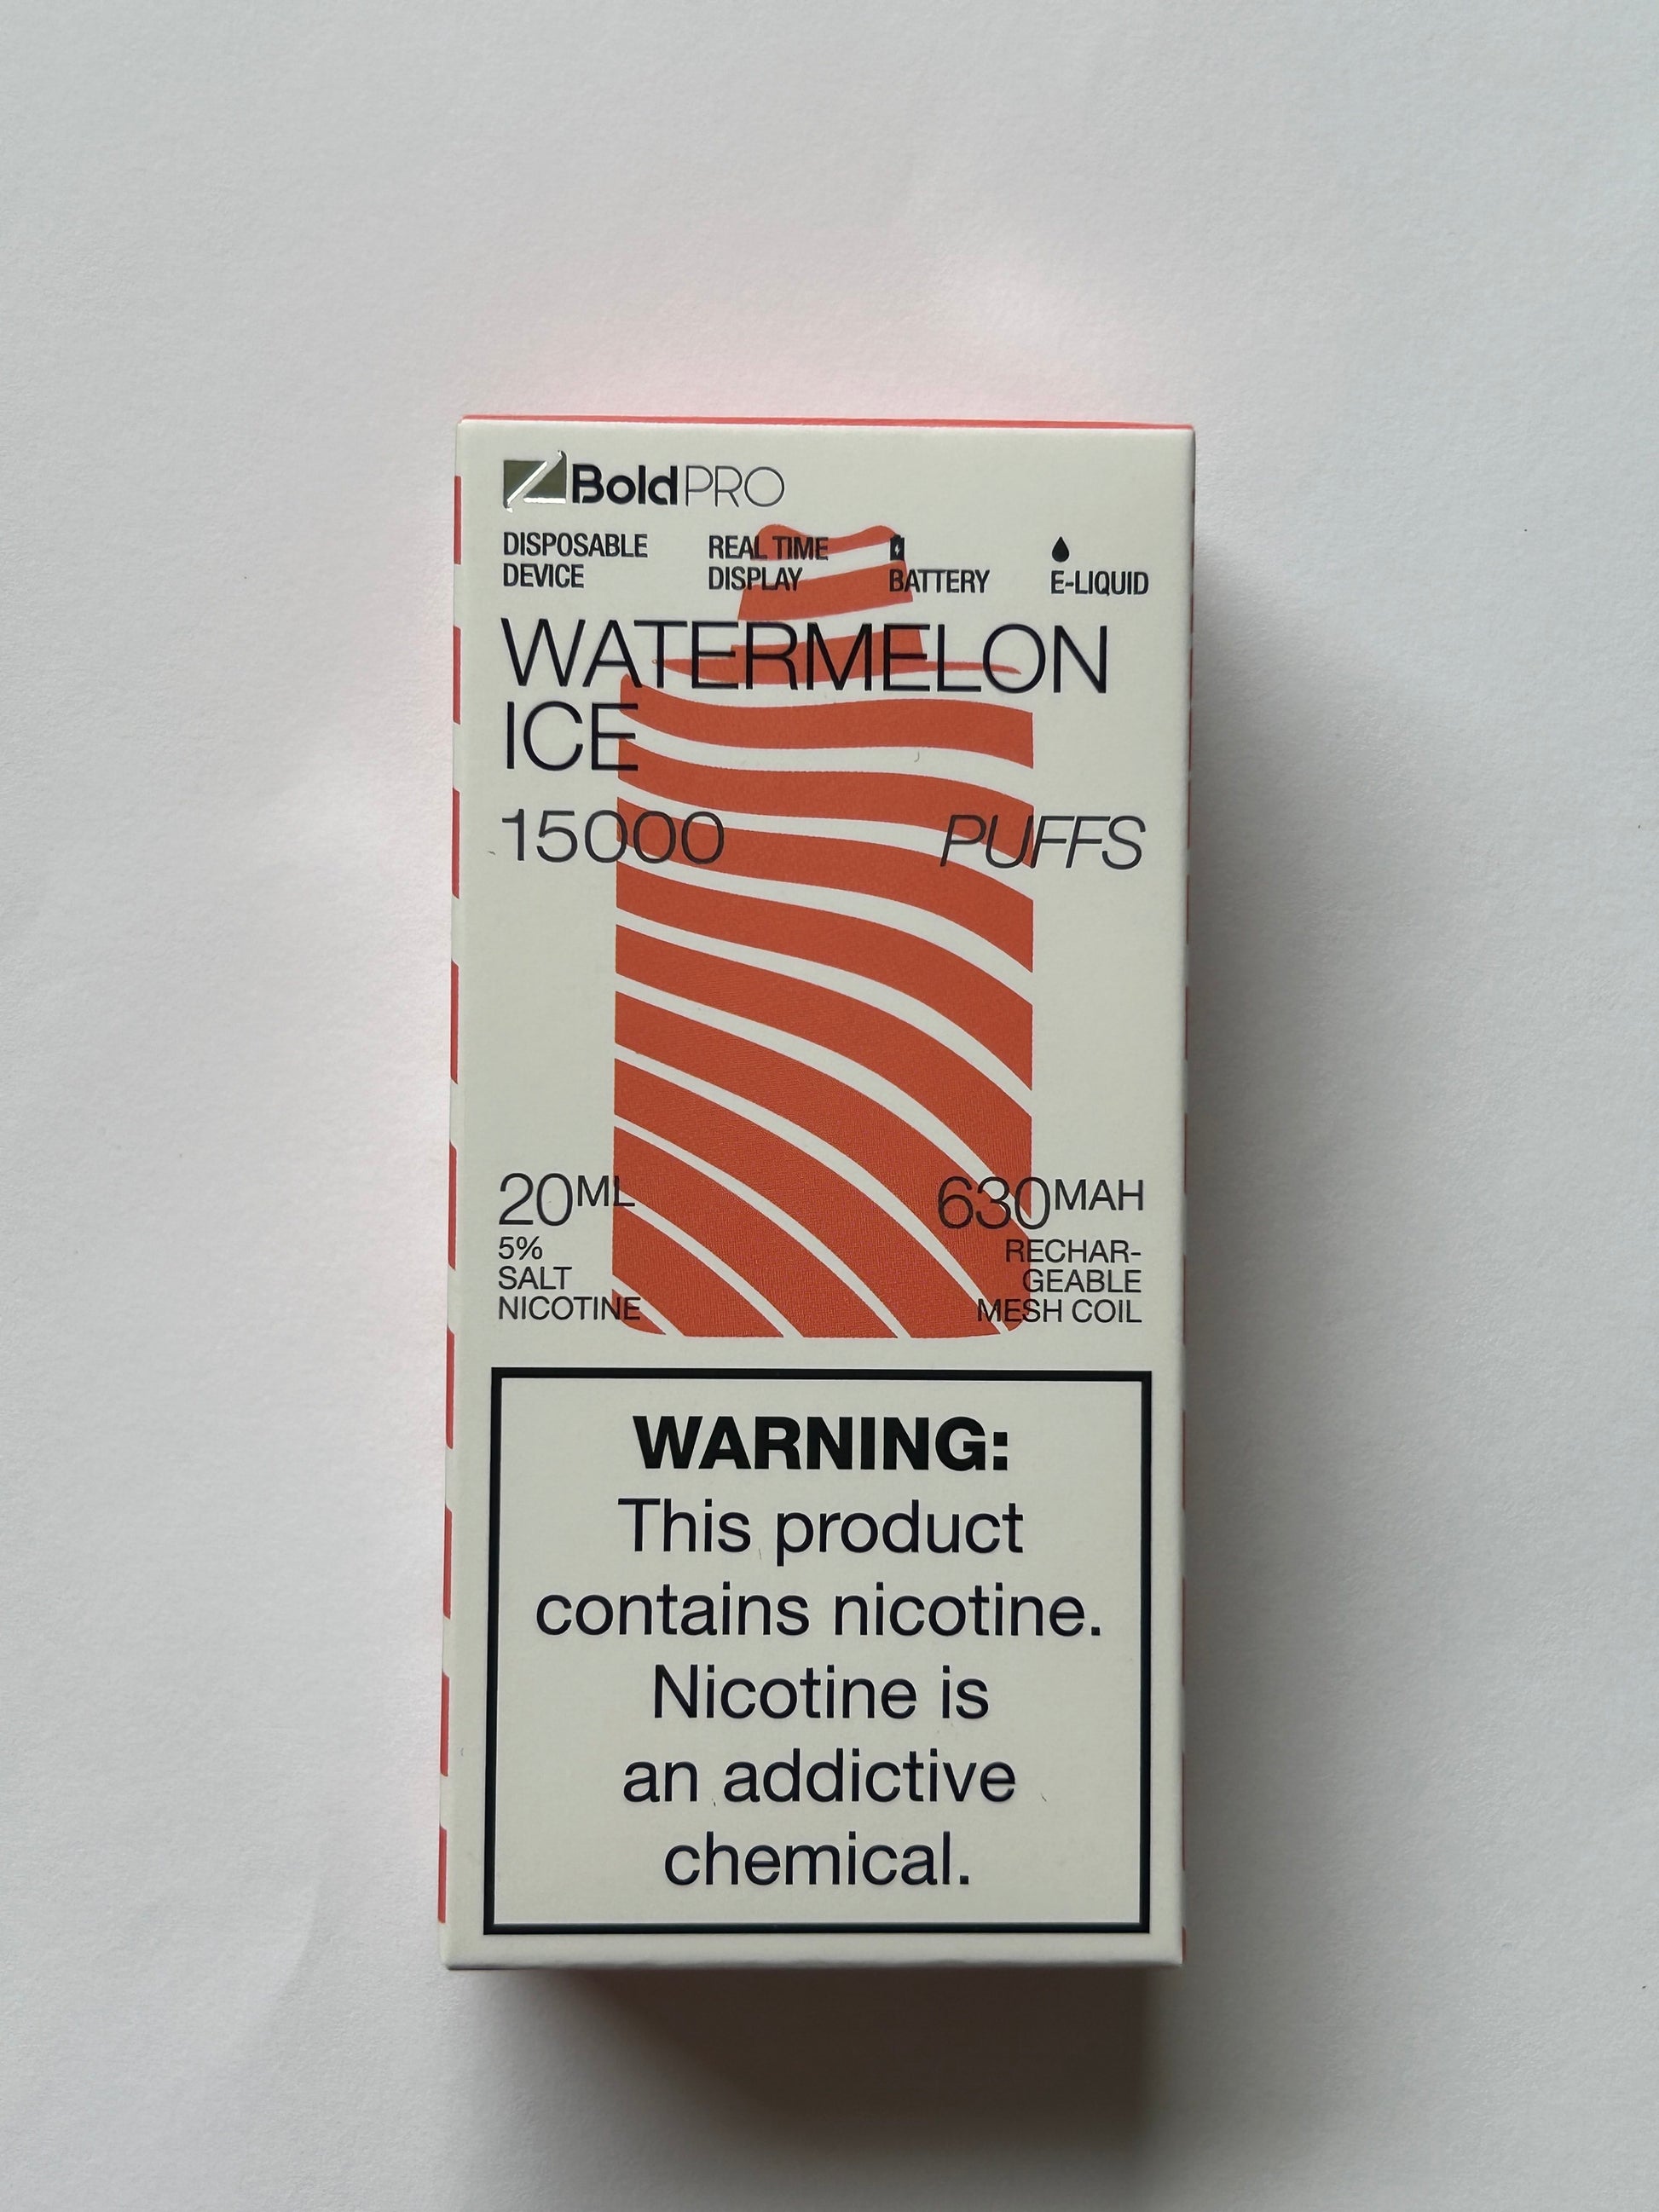 BoldPRO
DISPOSABLE DEVICE
REAL TIME DISPLAY
BATTERY
E-LIQUID
WATERMELON
ICE
15000 PUFFS
20ML
5%
SALT
NICOTINE
630MAH
RECHAR-
GEABLE
MESH COIL
WARNING:
This product
contains nicotine.
Nicotine is
an addictive
chemical.